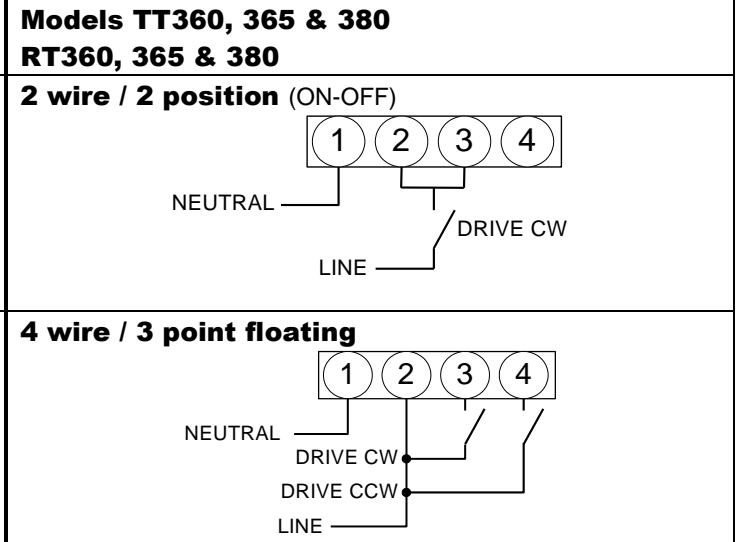 Models TT360, 365 & 380
RT360, 365 & 380
2 wire / 2 position (ON-OFF)
1 2 3 4
NEUTRAL
DRIVE CW
LINE
4 wire / 3 point floating
1 2 3 4
NEUTRAL
DRIVE CW
DRIVE CCW
LINE